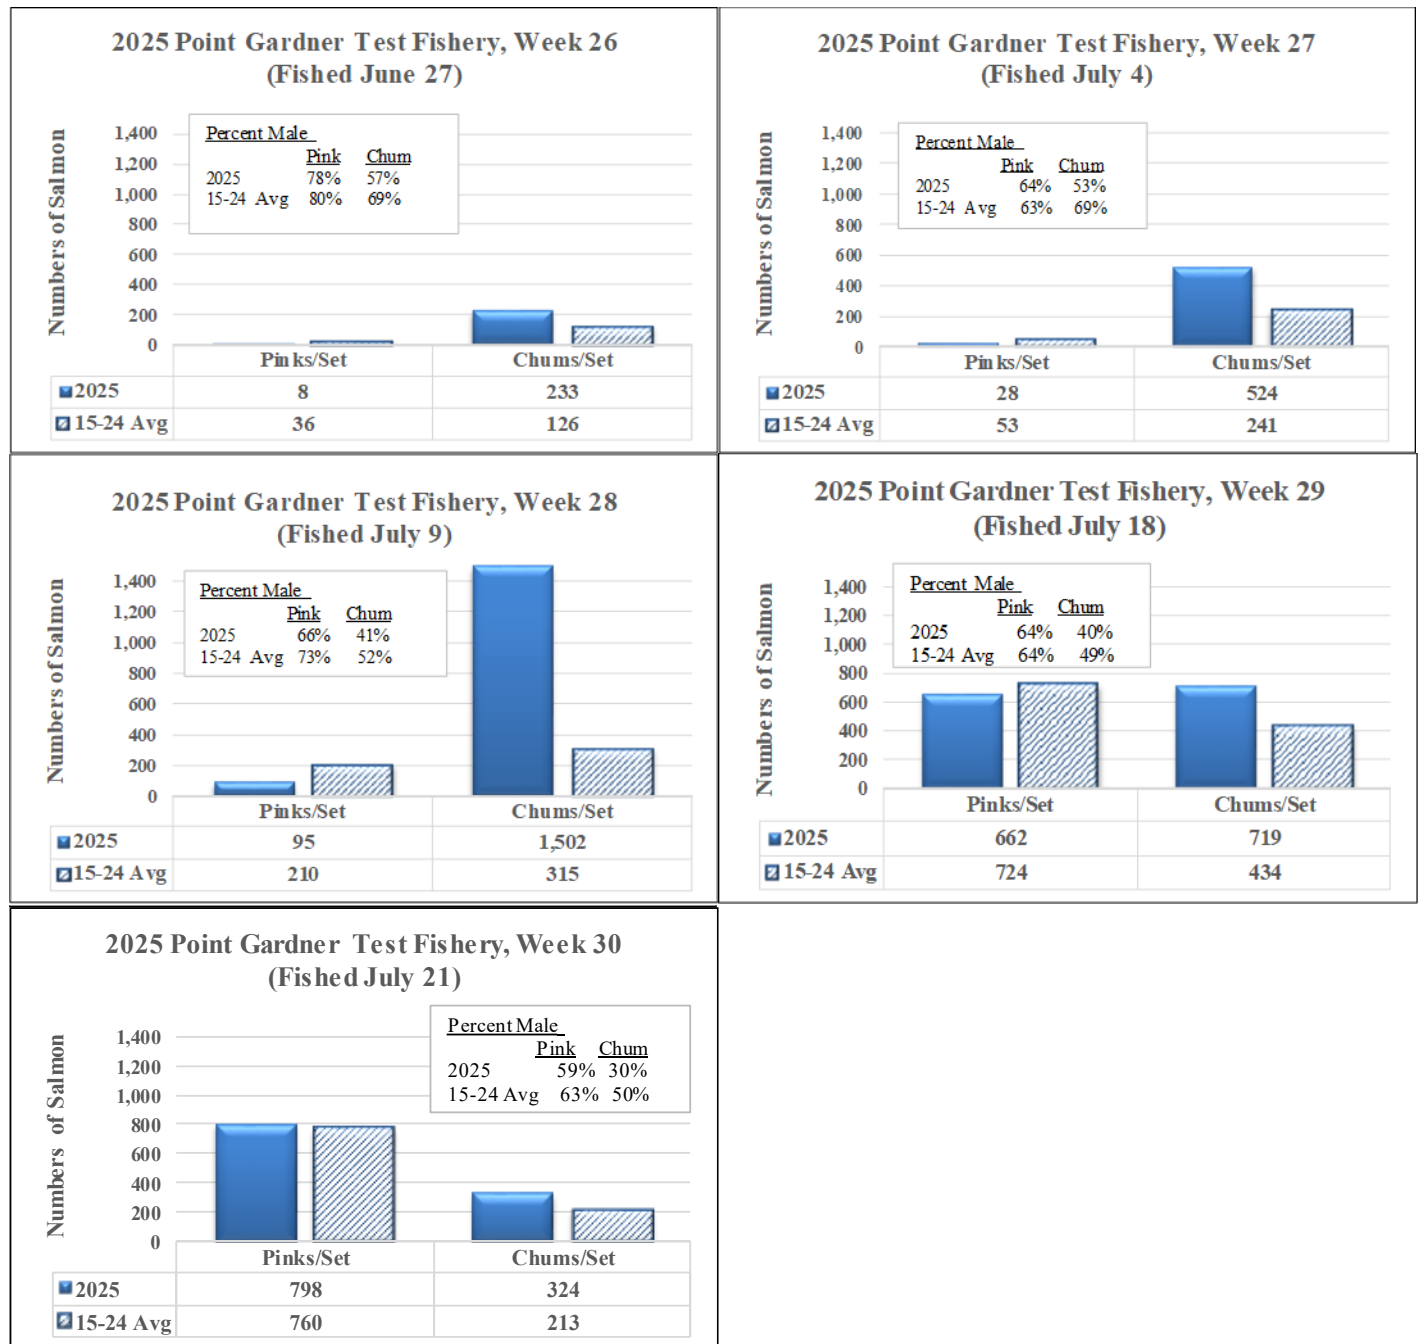 2025 Point Gardner Test Fishery, Week 26
(Fished June 27)
Numbers of Salmon
1,400
1,200
1,000
800
600
400
200
0
Percent Male
Pink Chum
2025 78% 57%
15-24 Avg 80% 69%
Pinks/Set Chums/Set
2025 8 233
15-24 Avg 36 126
2025 Point Gardner Test Fishery, Week 27
(Fished July 4)
Numbers of Salmon
1,400
1,200
1,000
800
600
400
200
0
Percent Male
Pink Chum
2025 64% 53%
15-24 Avg 63% 69%
Pinks/Set Chums/Set
2025 28 524
15-24 Avg 53 241
2025 Point Gardner Test Fishery, Week 28
(Fished July 9)
Numbers of Salmon
1,400
1,200
1,000
800
600
400
200
0
Percent Male
Pink Chum
2025 66% 41%
15-24 Avg 73% 52%
Pinks/Set Chums/Set
2025 95 1,502
15-24 Avg 210 315
2025 Point Gardner Test Fishery, Week 29
(Fished July 18)
Numbers of Salmon
1,400
1,200
1,000
800
600
400
200
0
Percent Male
Pink Chum
2025 64% 40%
15-24 Avg 64% 49%
Pinks/Set Chums/Set
2025 662 719
15-24 Avg 724 434
2025 Point Gardner Test Fishery, Week 30
(Fished July 21)
Numbers of Salmon
1,400
1,200
1,000
800
600
400
200
0
Percent Male
Pink Chum
2025 59% 30%
15-24 Avg 63% 50%
Pinks/Set Chums/Set
2025 798 324
15-24 Avg 760 213